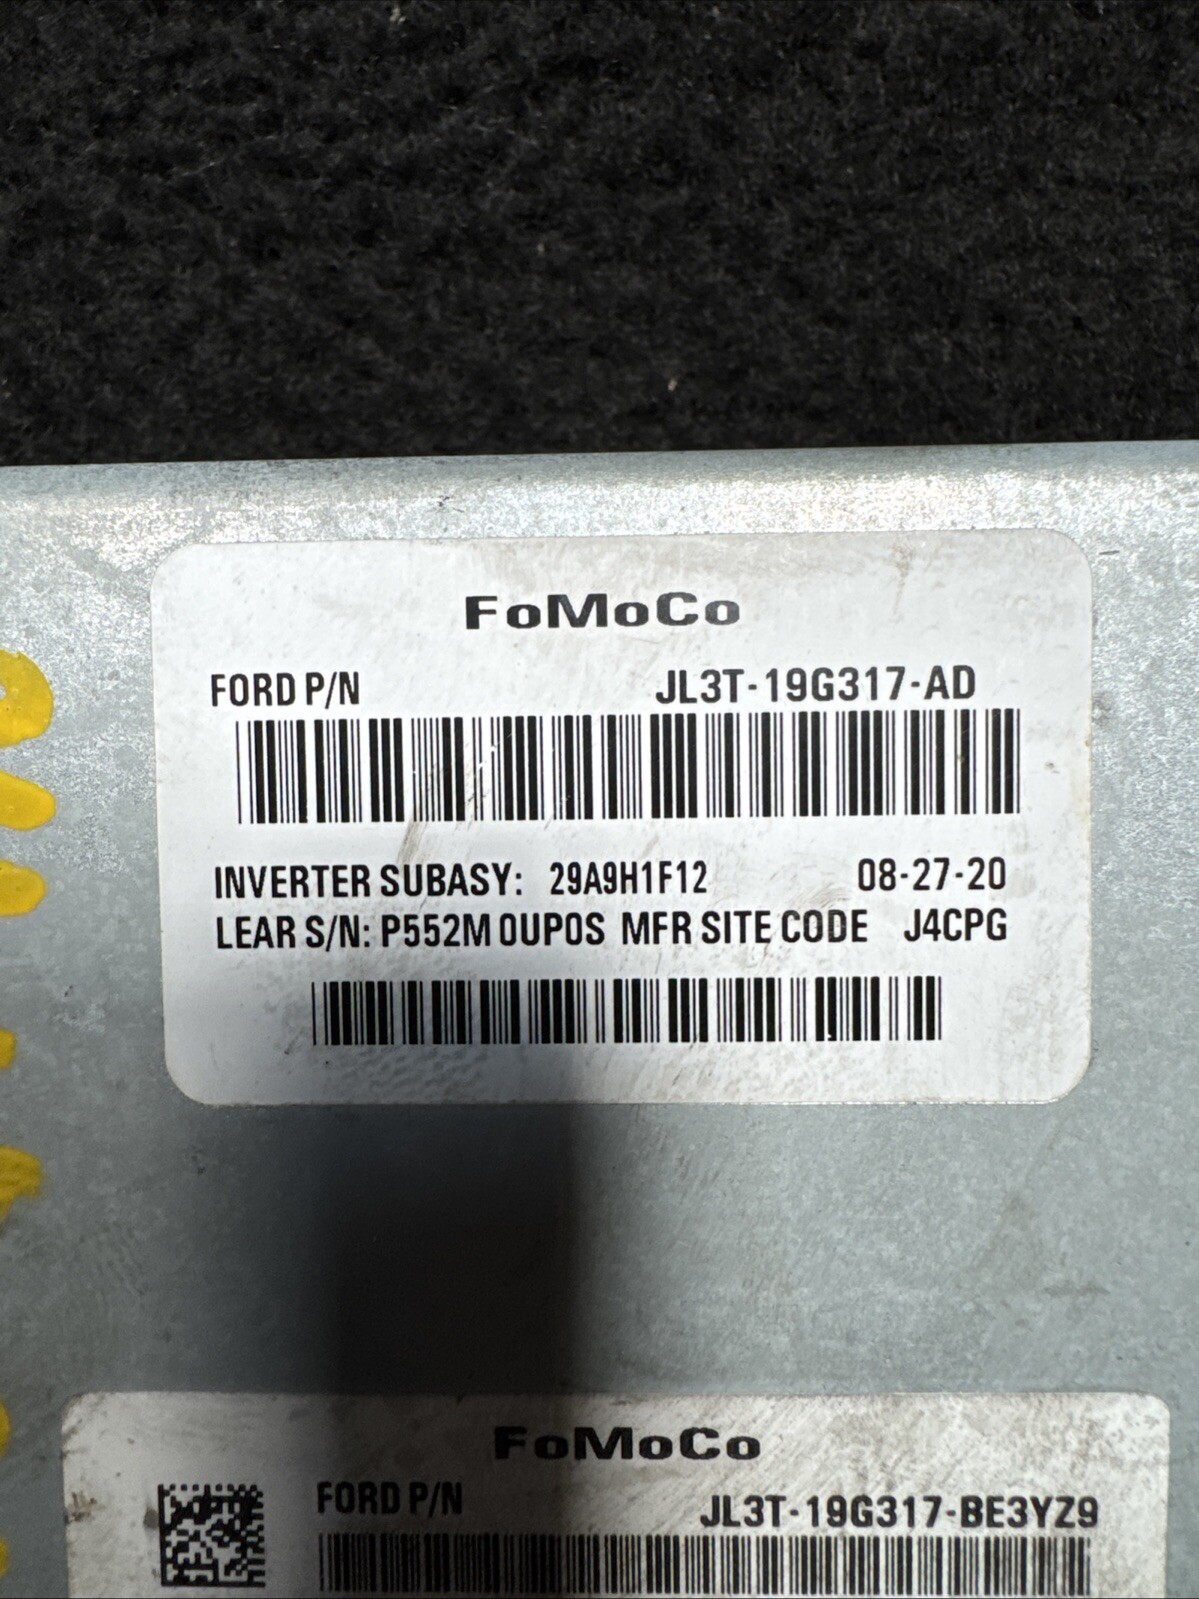 FoMoCo
FORD P/N JL3T-19G317-AD
INVERTER SUBASY: 29A9H1F12 08-27-20
LEAR S/N: P552M 0UP0S MFR SITE CODE J4CPG
FoMoCo
FORD P/N JL3T-19G317-BE3YZ9